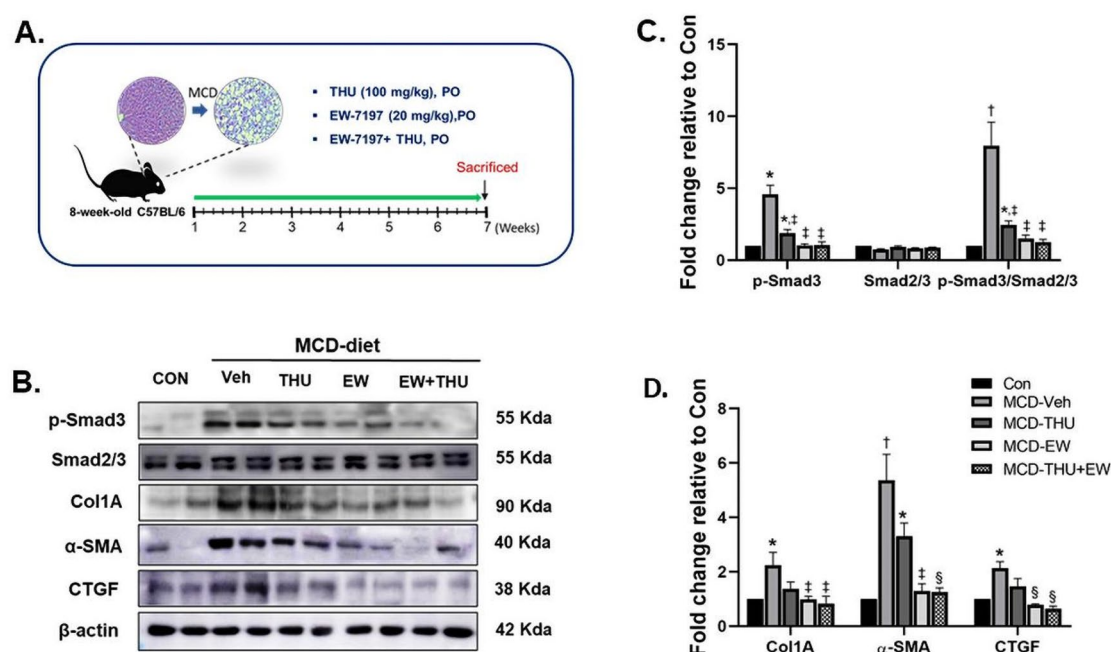 A.
MCD
THU (100 mg/kg), PO
EW-7197 (20 mg/kg),PO
EW-7197+ THU, PO
Sacrificed
8-week-old C57BL/6
1 2 3 4 5 6 7 (Weeks)
B.
MCD-diet
CON Veh THU EW EW+THU
p-Smad3 55 Kda
Smad2/3 55 Kda
Col1A 90 Kda
α-SMA 40 Kda
CTGF 38 Kda
β-actin 42 Kda
C.
Fold change relative to Con
15
10
5
0
* *,‡ ‡ ‡
† *,‡ ‡ ‡
p-Smad3 Smad2/3 p-Smad3/Smad2/3
D.
Fold change relative to Con
8
6
4
2
0
* ‡ ‡
† * ‡ §
* § §
Col1A α-SMA CTGF
Con
MCD-Veh
MCD-THU
MCD-EW
MCD-THU+EW